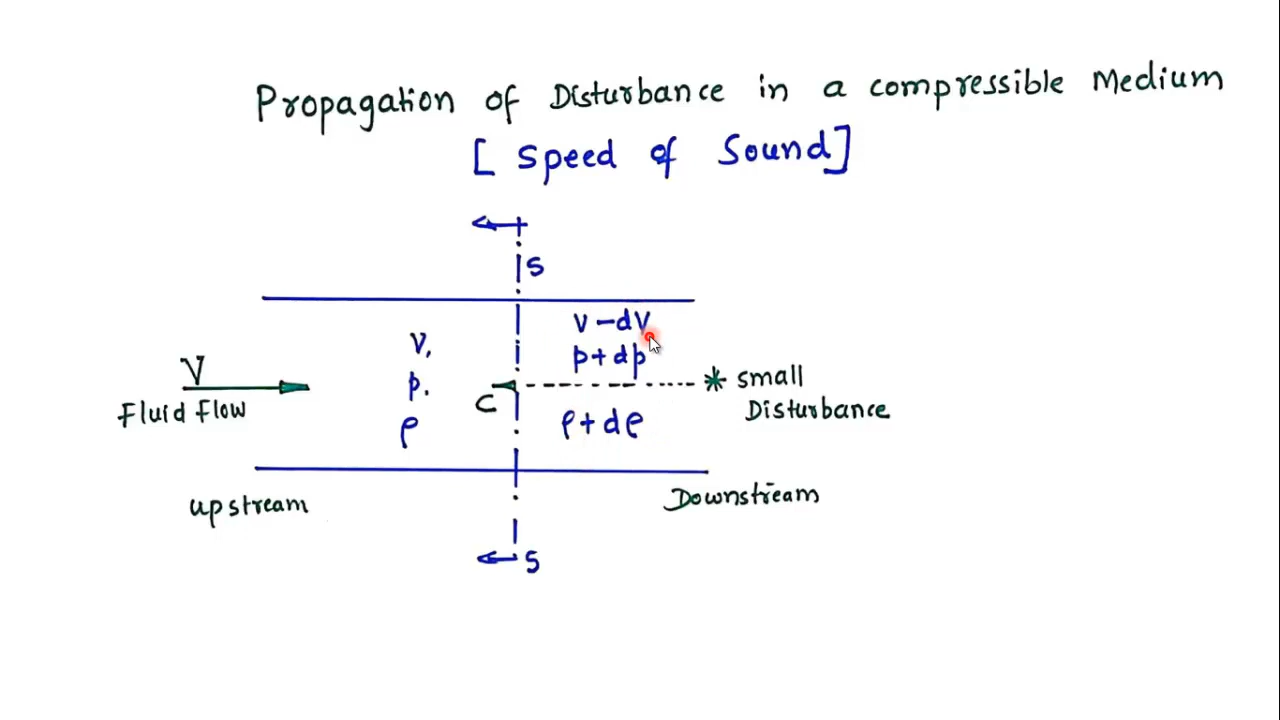 Propagation of Disturbance in a compressible Medium
[ Speed of Sound ]
S
V - dV
V,
p + dp
V
p.
* small
Fluid flow
C
Disturbance
ρ
ρ + dρ
upstream
Downstream
S